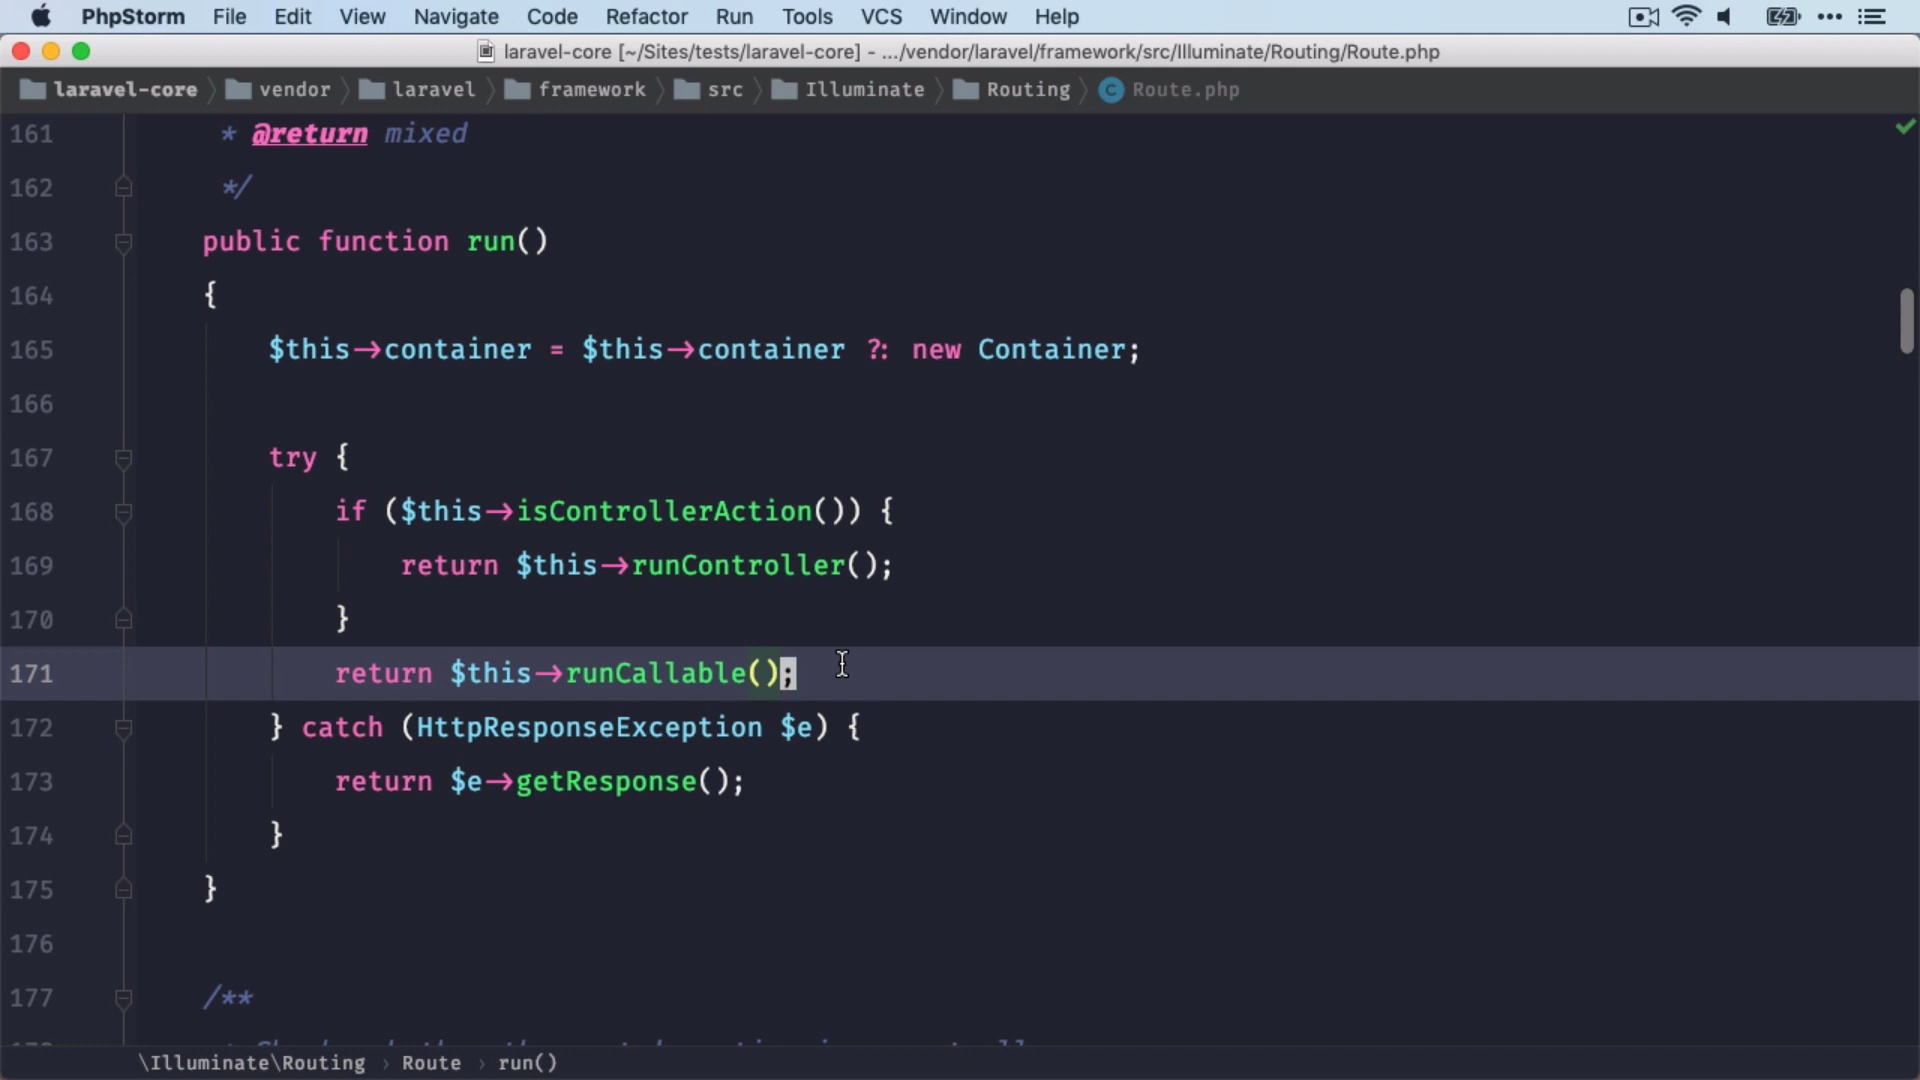 PhpStorm File Edit View Navigate Code Refactor Run Tools VCS Window Help
laravel-core [~/Sites/tests/laravel-core] - .../vendor/laravel/framework/src/Illuminate/Routing/Route.php
laravel-core vendor laravel framework src Illuminate Routing Route.php
161 * @return mixed
162 */
163 public function run()
164 {
165 $this->container = $this->container ?: new Container;
166
167 try {
168 if ($this->isControllerAction()) {
169 return $this->runController();
170 }
171 return $this->runCallable();
172 } catch (HttpResponseException $e) {
173 return $e->getResponse();
174 }
175 }
176
177 /**
\Illuminate\Routing › Route › run()